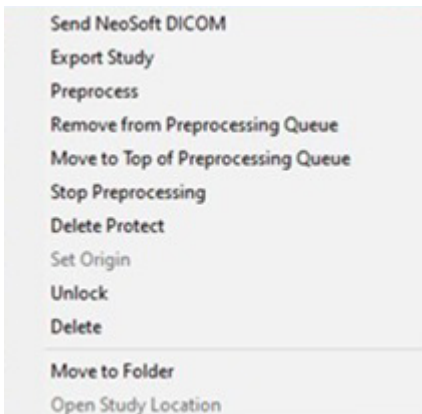 Send NeoSoft DICOM
Export Study
Preprocess
Remove from Preprocessing Queue
Move to Top of Preprocessing Queue
Stop Preprocessing
Delete Protect
Set Origin
Unlock
Delete
Move to Folder
Open Study Location